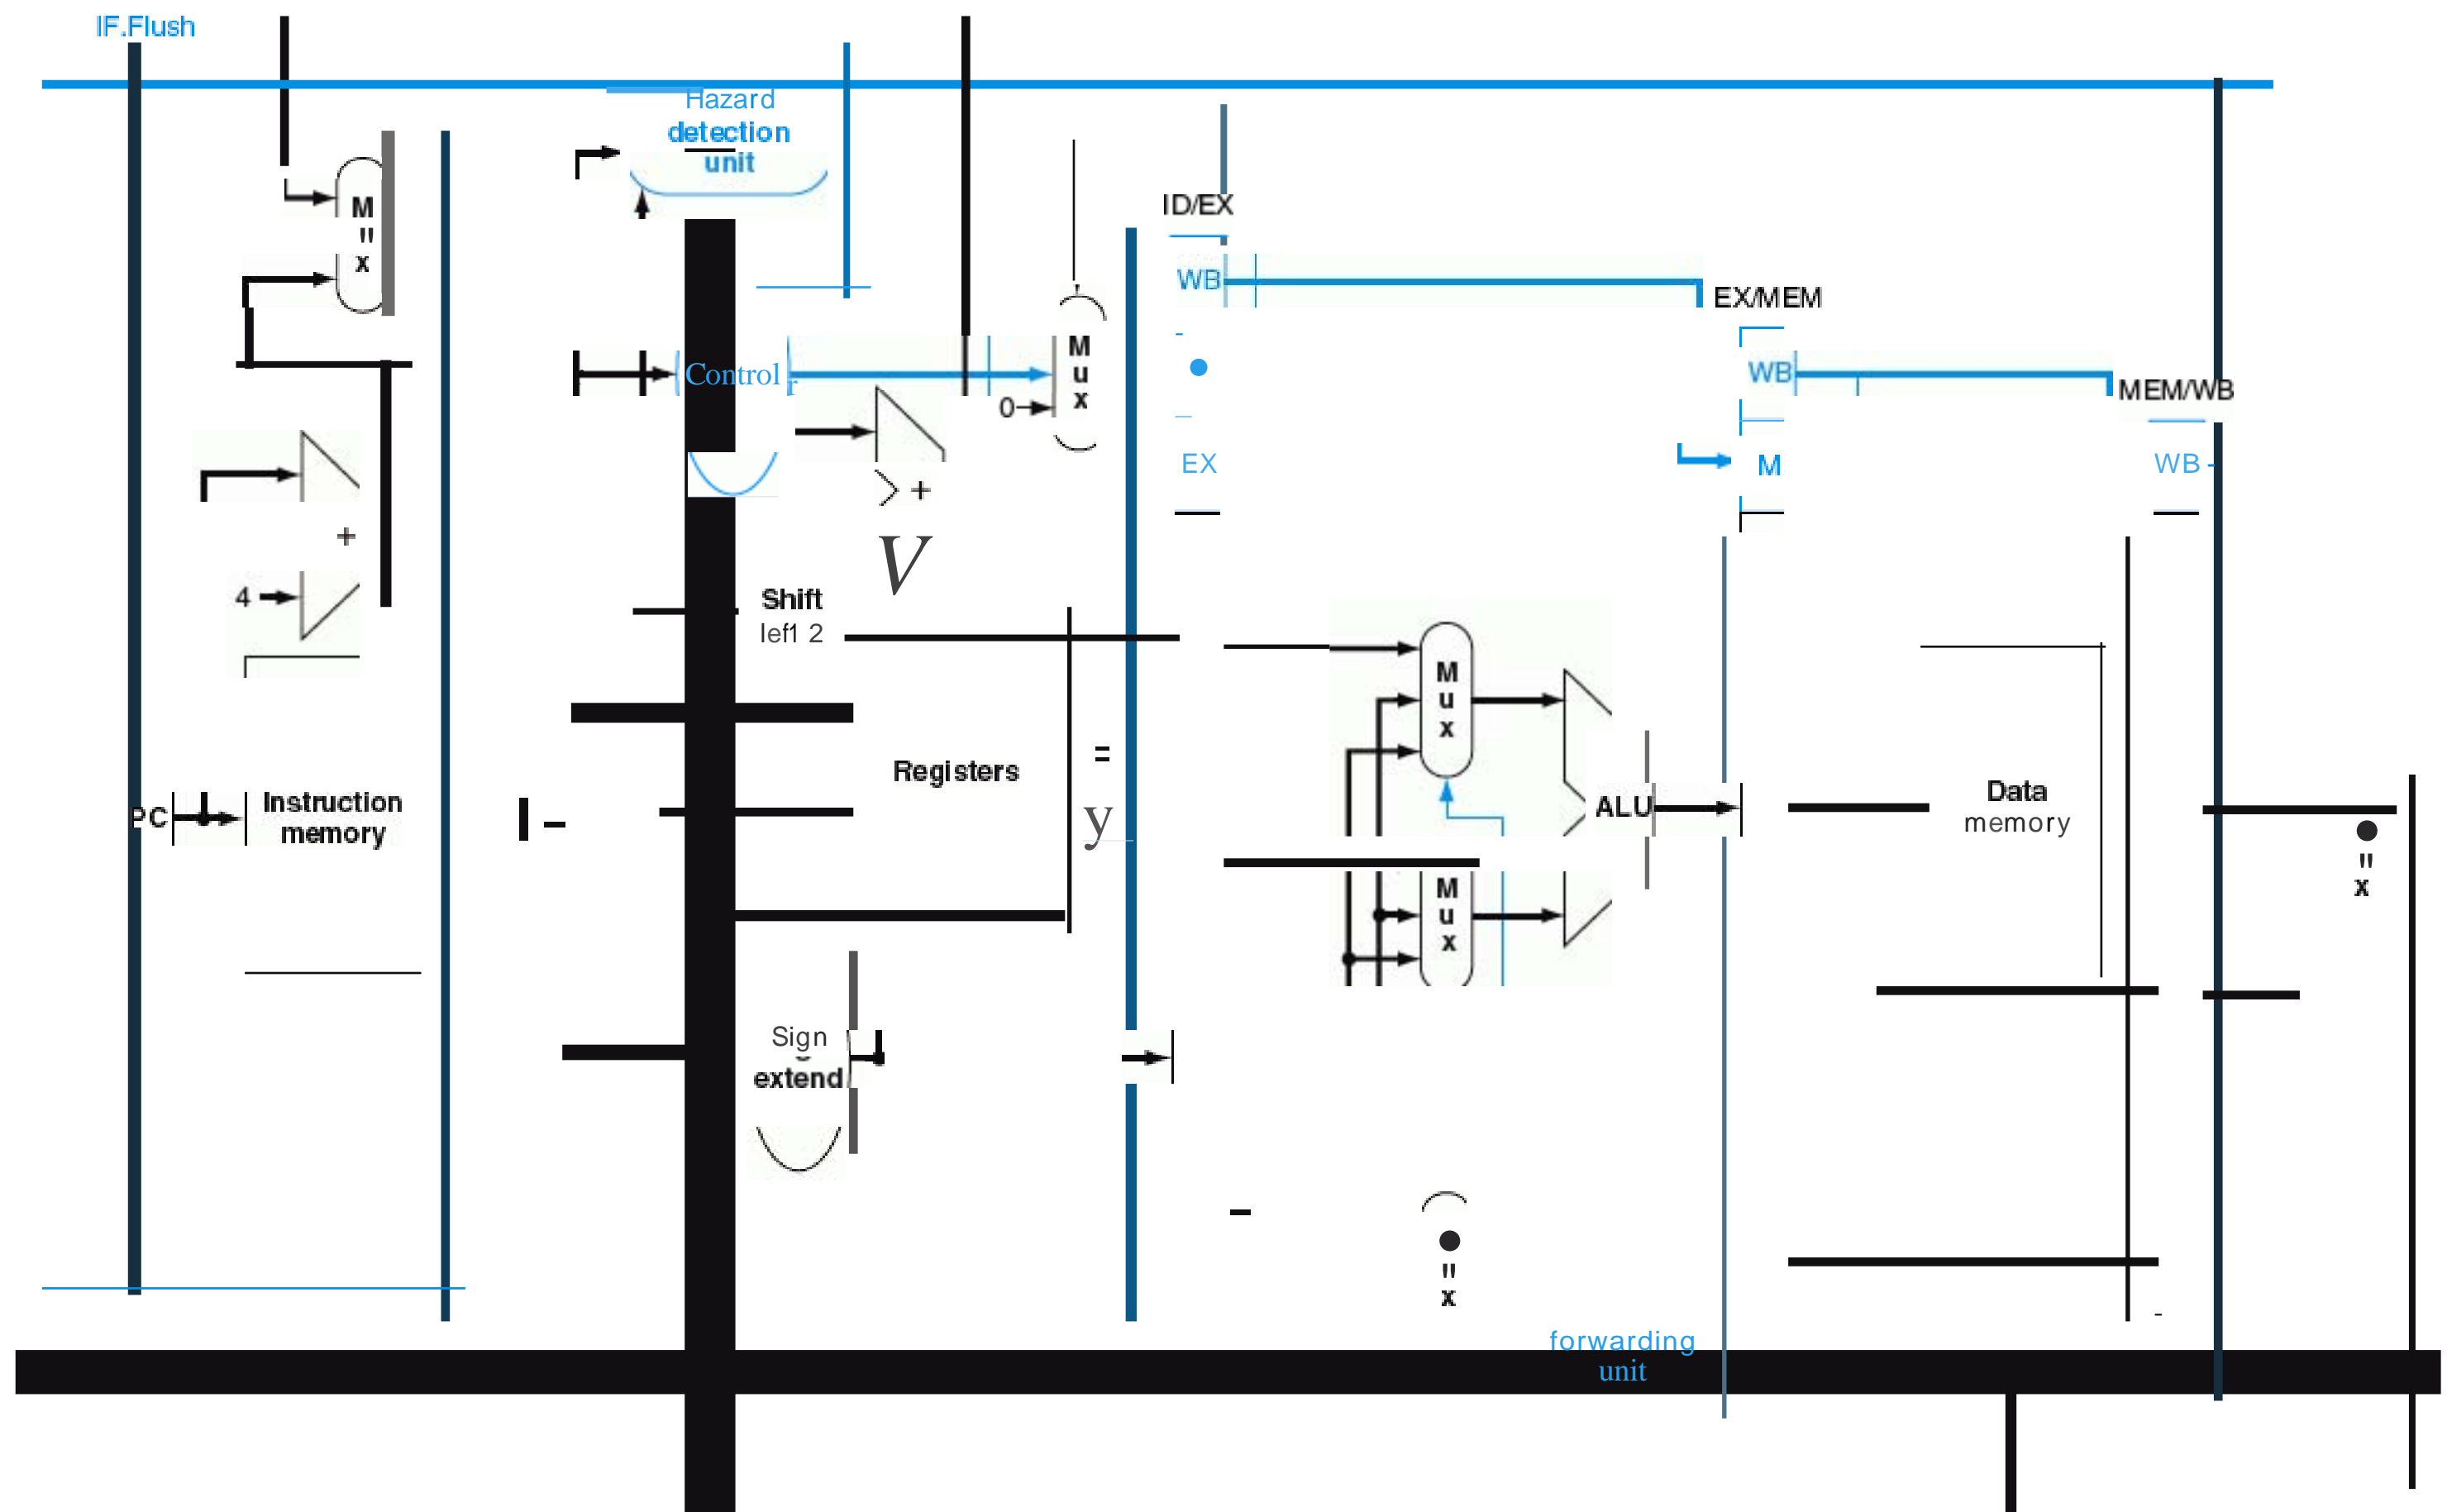 IF.Flush
Hazard
detection
unit
M
"
x
ID/EX
WB
EX/MEM
M
u
x
Control
0
WB
MEM/WB
EX
M
WB
+
+
V
4
Shift
left 2
M
u
x
=
Registers
PC
Instruction
memory
y
ALU
Data
memory
"
x
M
u
x
Sign
extend
"
x
forwarding
unit